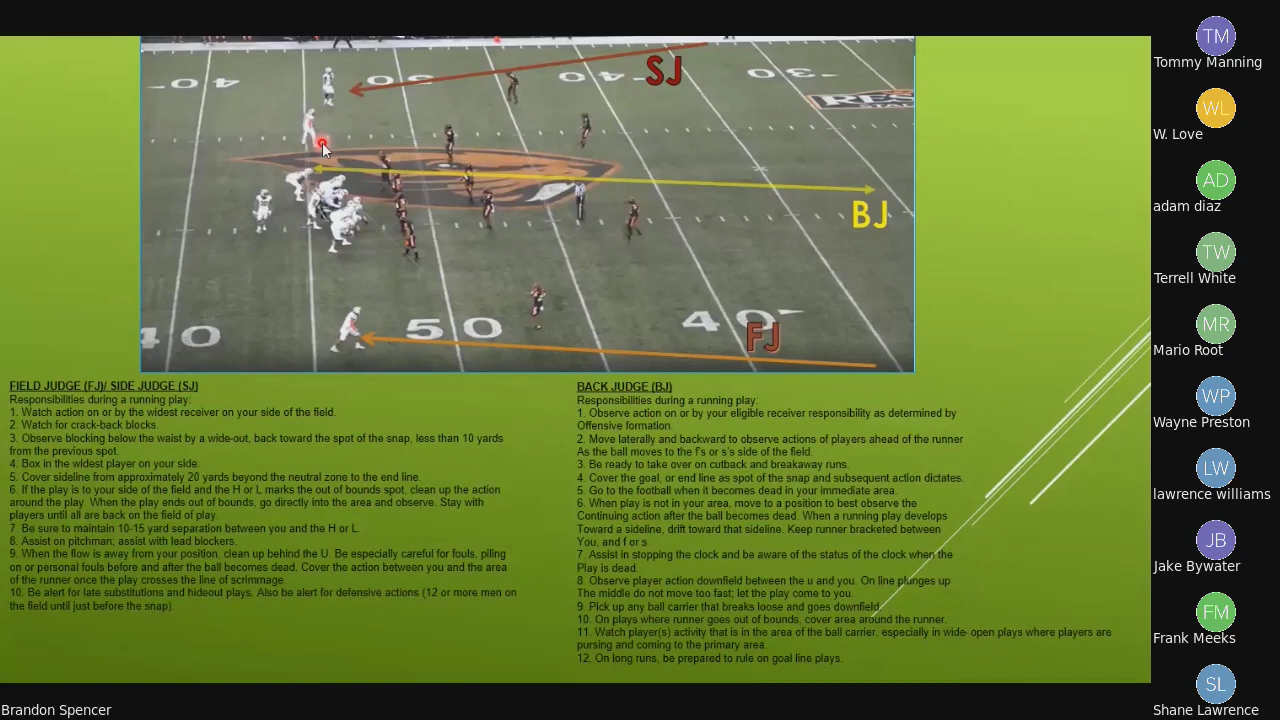 40 50 -40- -30-
RES
SJ
BJ
40 50 40-
FJ
FIELD JUDGE (FJ)/ SIDE JUDGE (SJ)
Responsibilities during a running play:
1. Watch action on or by the widest receiver on your side of the field.
2. Watch for crack-back blocks.
3. Observe blocking below the waist by a wide-out, back toward the spot of the snap, less than 10 yards
from the previous spot.
4. Box in the widest player on your side.
5. Cover sideline from approximately 20 yards beyond the neutral zone to the end line.
6. If the play is to your side of the field and the H or L marks the out of bounds spot, clean up the action
around the play. When the play ends out of bounds, go directly into the area and observe. Stay with
players until all are back on the field of play.
7. Be sure to maintain 10-15 yard separation between you and the H or L.
8. Assist on pitchman; assist with lead blockers.
9. When the flow is away from your position, clean up behind the U. Be especially careful for fouls, piling
on or personal fouls before and after the ball becomes dead. Cover the action between you and the area
of the runner once the play crosses the line of scrimmage.
10. Be alert for late substitutions and hideout plays. Also be alert for defensive actions (12 or more men on
the field until just before the snap).
BACK JUDGE (BJ)
Responsibilities during a running play:
1. Observe action on or by your eligible receiver responsibility as determined by
Offensive formation.
2. Move laterally and backward to observe actions of players ahead of the runner
As the ball moves to the f's or s's side of the field.
3. Be ready to take over on cutback and breakaway runs.
4. Cover the goal, or end line as spot of the snap and subsequent action dictates.
5. Go to the football when it becomes dead in your immediate area.
6. When play is not in your area, move to a position to best observe the
Continuing action after the ball becomes dead. When a running play develops
Toward a sideline, drift toward that sideline. Keep runner bracketed between
You, and f or s.
7. Assist in stopping the clock and be aware of the status of the clock when the
Play is dead.
8. Observe player action downfield between the u and you. On line plunges up
The middle do not move too fast; let the play come to you.
9. Pick up any ball carrier that breaks loose and goes downfield.
10. On plays where runner goes out of bounds, cover area around the runner.
11. Watch player(s) activity that is in the area of the ball carrier, especially in wide- open plays where players are
pursing and coming to the primary area.
12. On long runs, be prepared to rule on goal line plays.
TM
Tommy Manning
WL
W. Love
AD
adam diaz
TW
Terrell White
MR
Mario Root
WP
Wayne Preston
LW
lawrence williams
JB
Jake Bywater
FM
Frank Meeks
SL
Shane Lawrence
Brandon Spencer